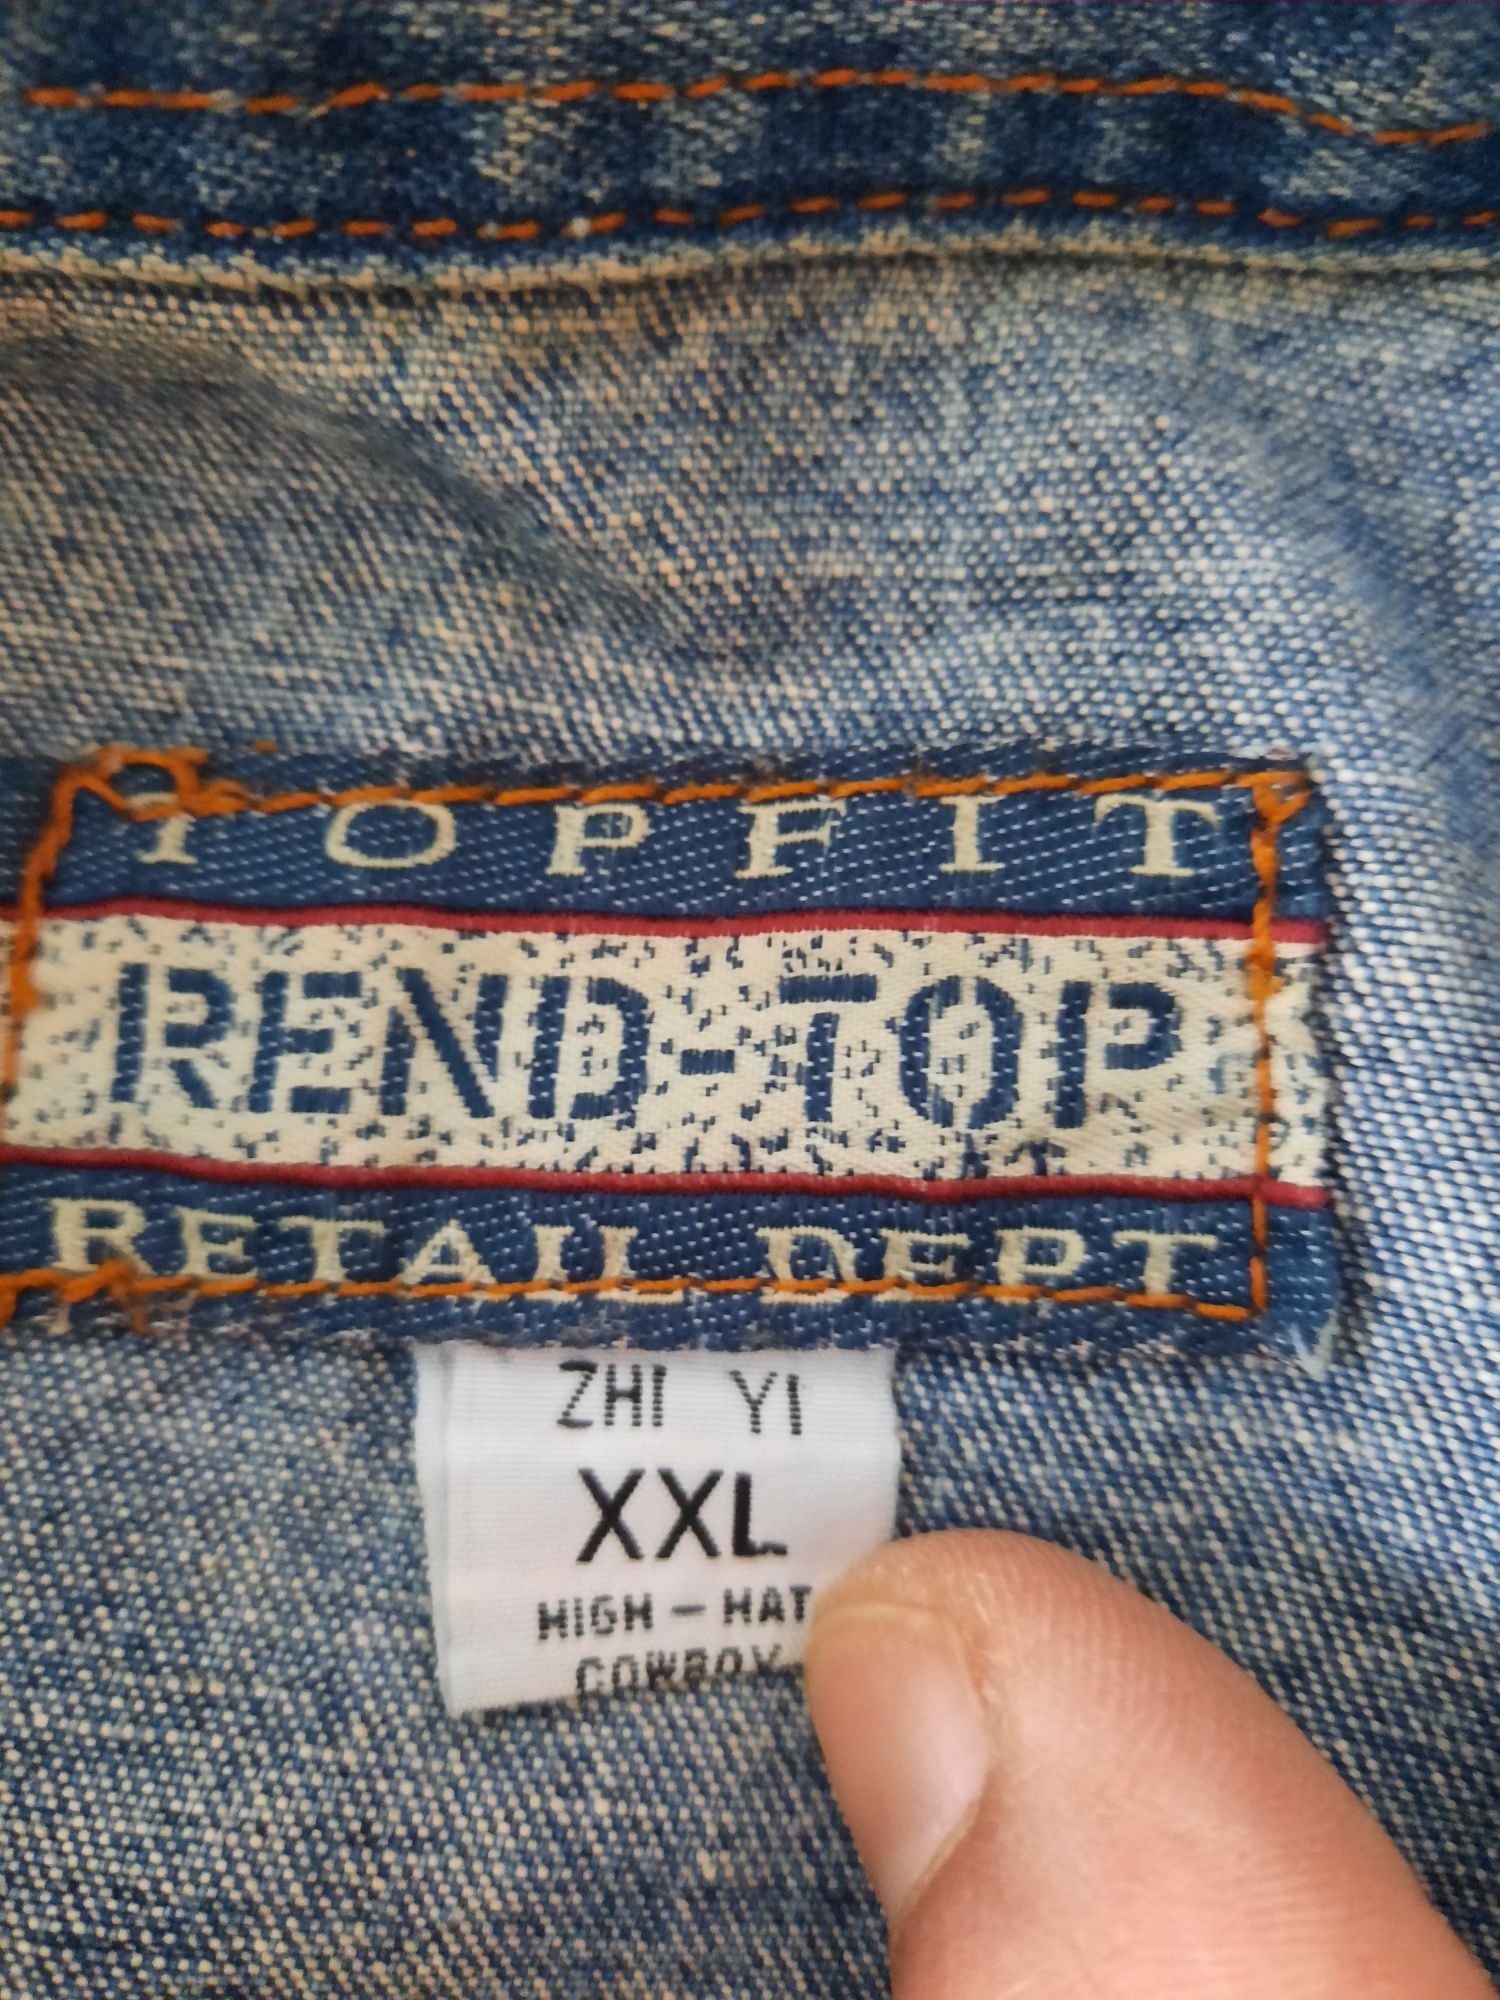 TOPFIT
REND-TOP
RETAIL DEPT
ZHI YI
XXL
HIGH - HAT
COWBOY